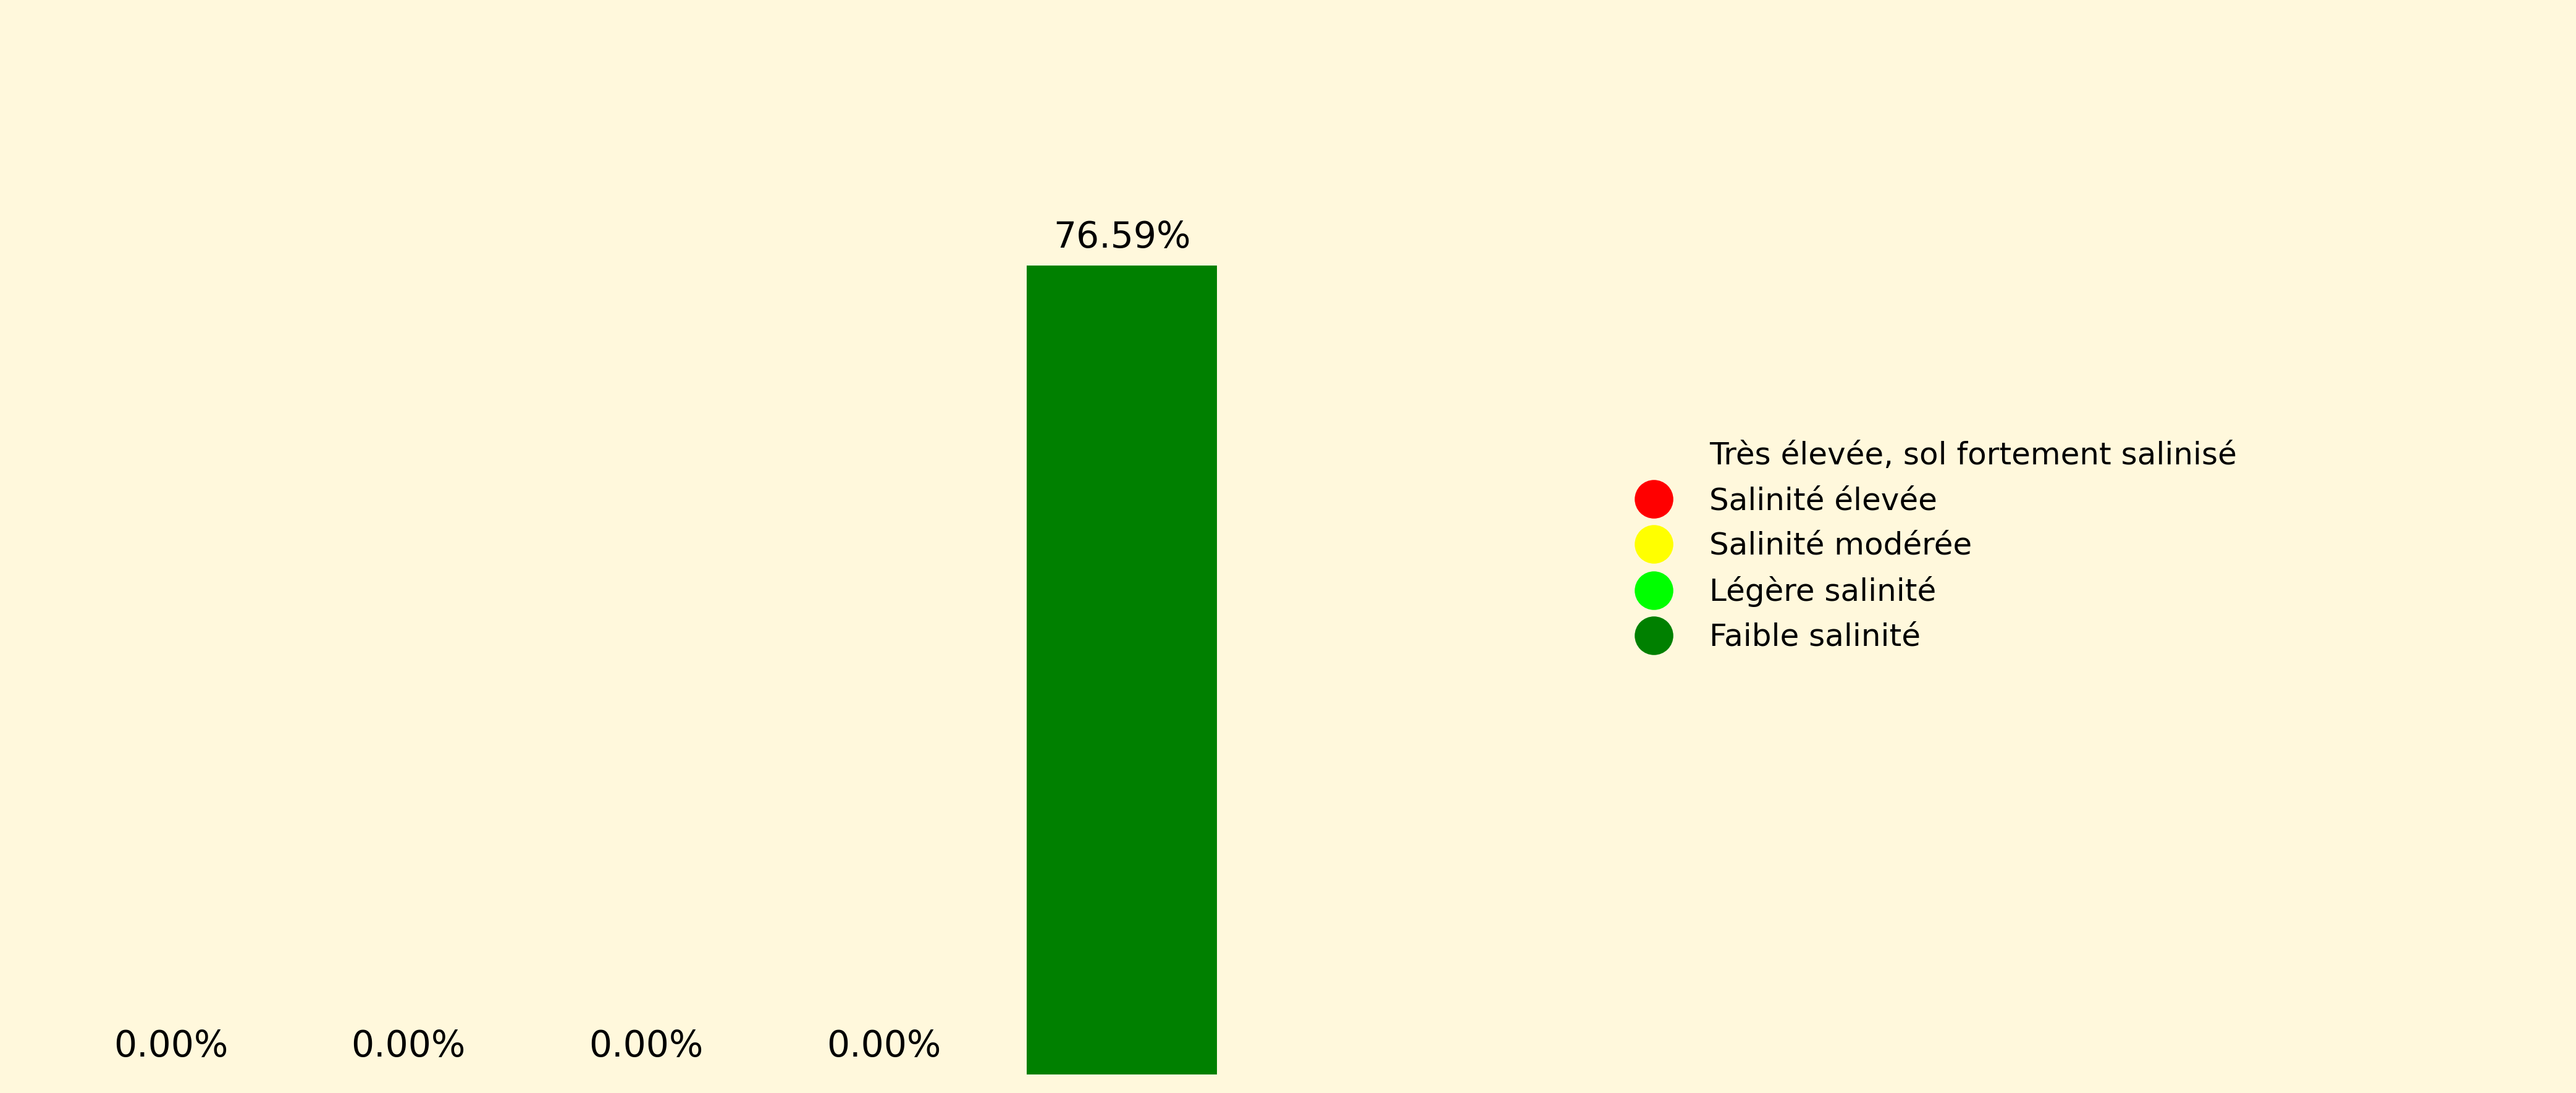 76.59%
0.00%
0.00%
0.00%
0.00%
Très élevée, sol fortement salinisé
Salinité élevée
Salinité modérée
Légère salinité
Faible salinité